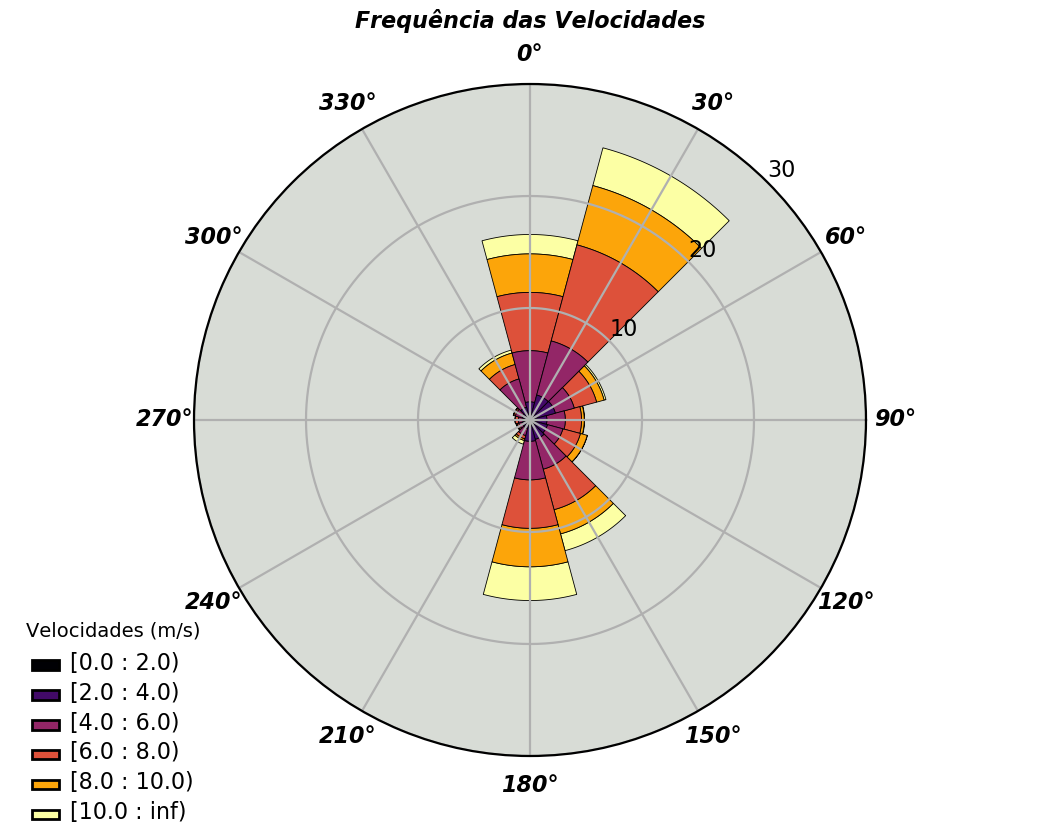 Frequência das Velocidades
0°
330°
30°
30
300°
60°
20
10
270°
90°
240°
120°
210°
150°
180°
Velocidades (m/s)
[0.0 : 2.0)
[2.0 : 4.0)
[4.0 : 6.0)
[6.0 : 8.0)
[8.0 : 10.0)
[10.0 : inf)